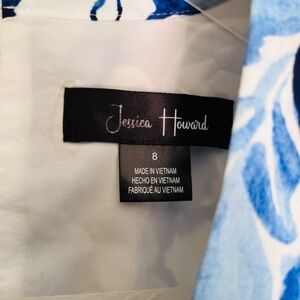 Jessica Howard
8
MADE IN VIETNAM
HECHO EN VIETNAM
FABRIQUÉ AU VIETNAM